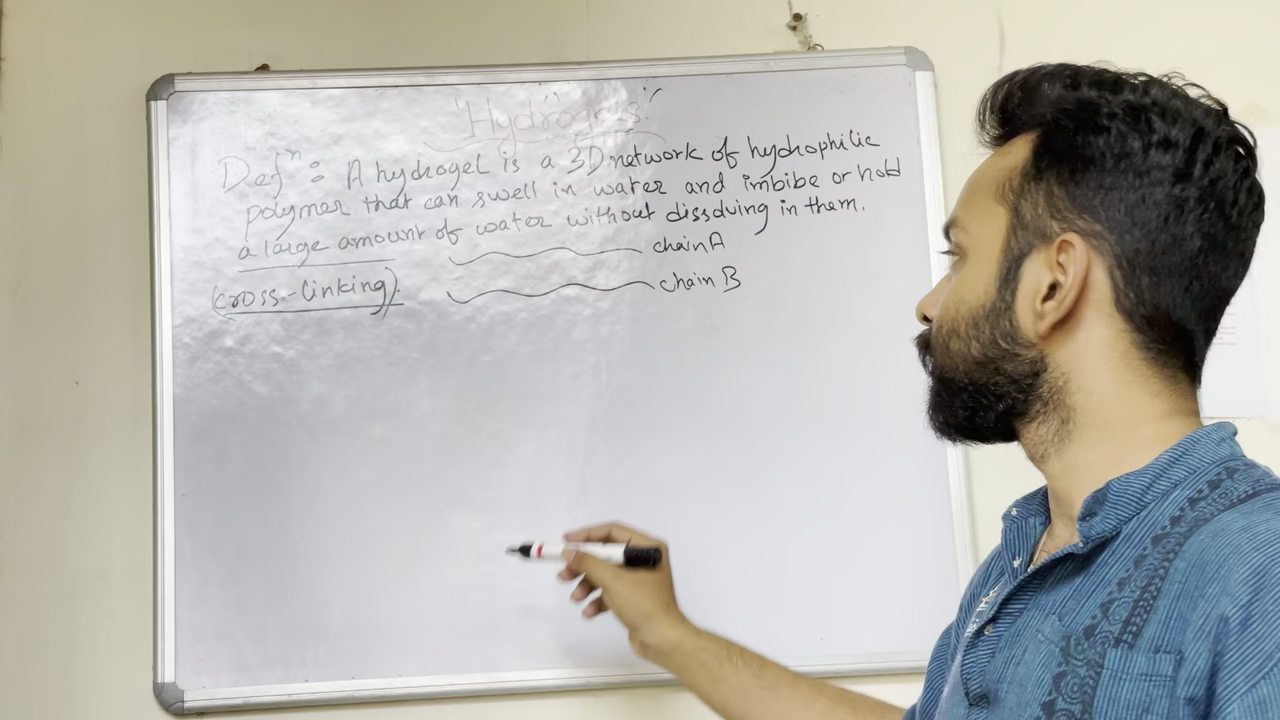 "Hydrogels":
Defⁿ: A hydrogel is a 3D network of hydrophilic
polymer that can swell in water and imbibe or hold
a large amount of water without dissolving in them.
chain A
(cross-linking).
chain B